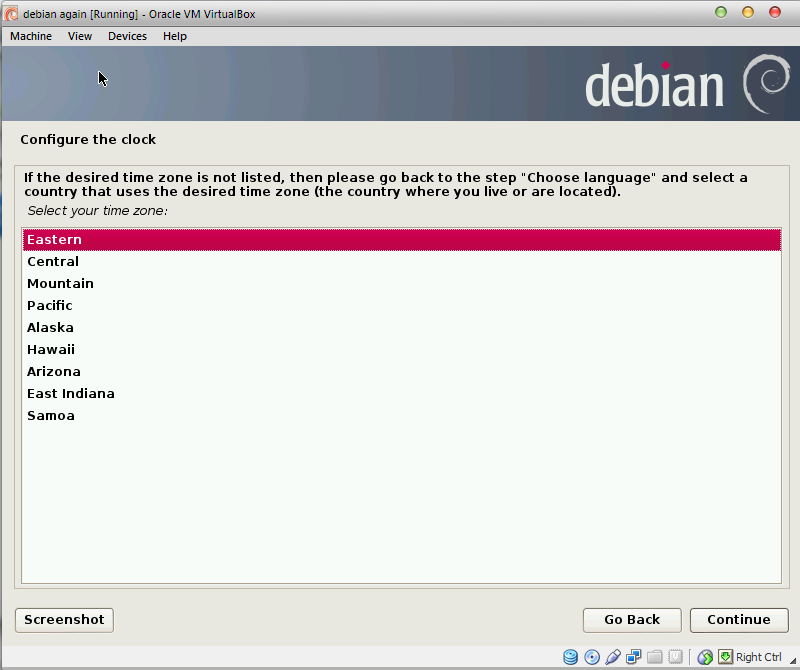 debian again [Running] - Oracle VM VirtualBox
Machine View Devices Help
debian
Configure the clock
If the desired time zone is not listed, then please go back to the step "Choose language" and select a
country that uses the desired time zone (the country where you live or are located).
Select your time zone:
Eastern
Central
Mountain
Pacific
Alaska
Hawaii
Arizona
East Indiana
Samoa
Screenshot Go Back Continue
Right Ctrl